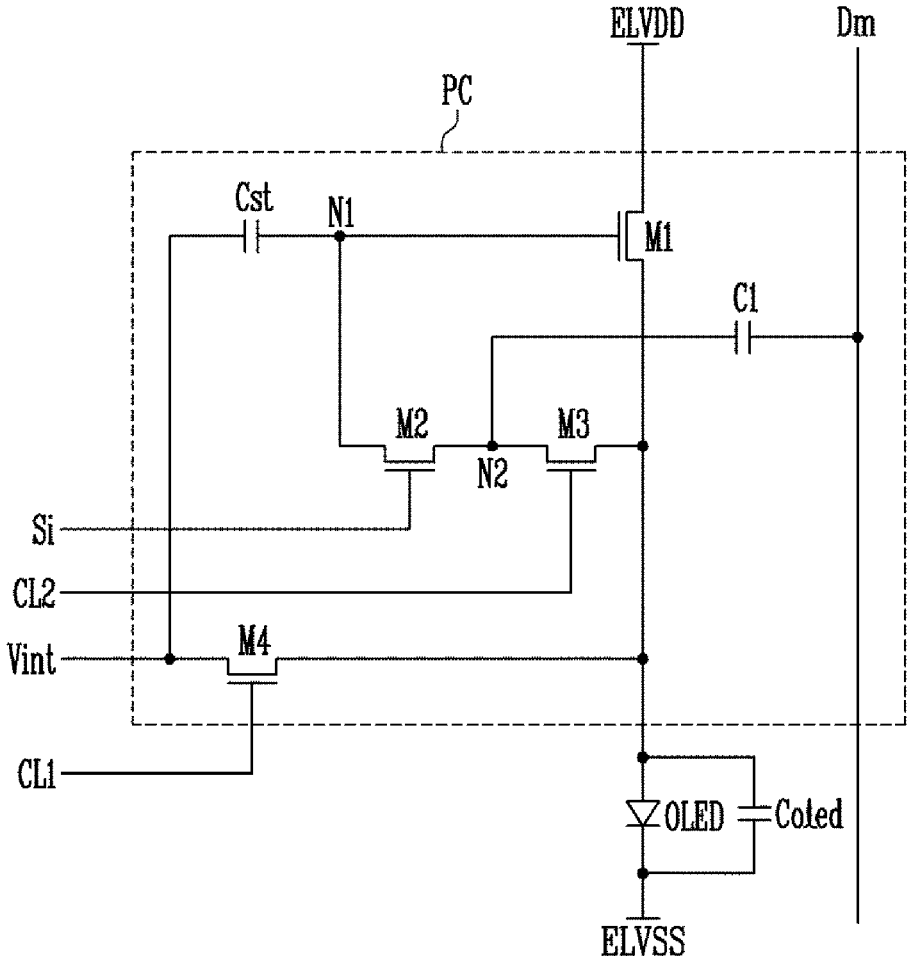 ELVDD
Dm
PC
Cst
N1
M1
C1
M2
M3
N2
Si
CL2
M4
Vint
CL1
OLED
Coled
ELVSS